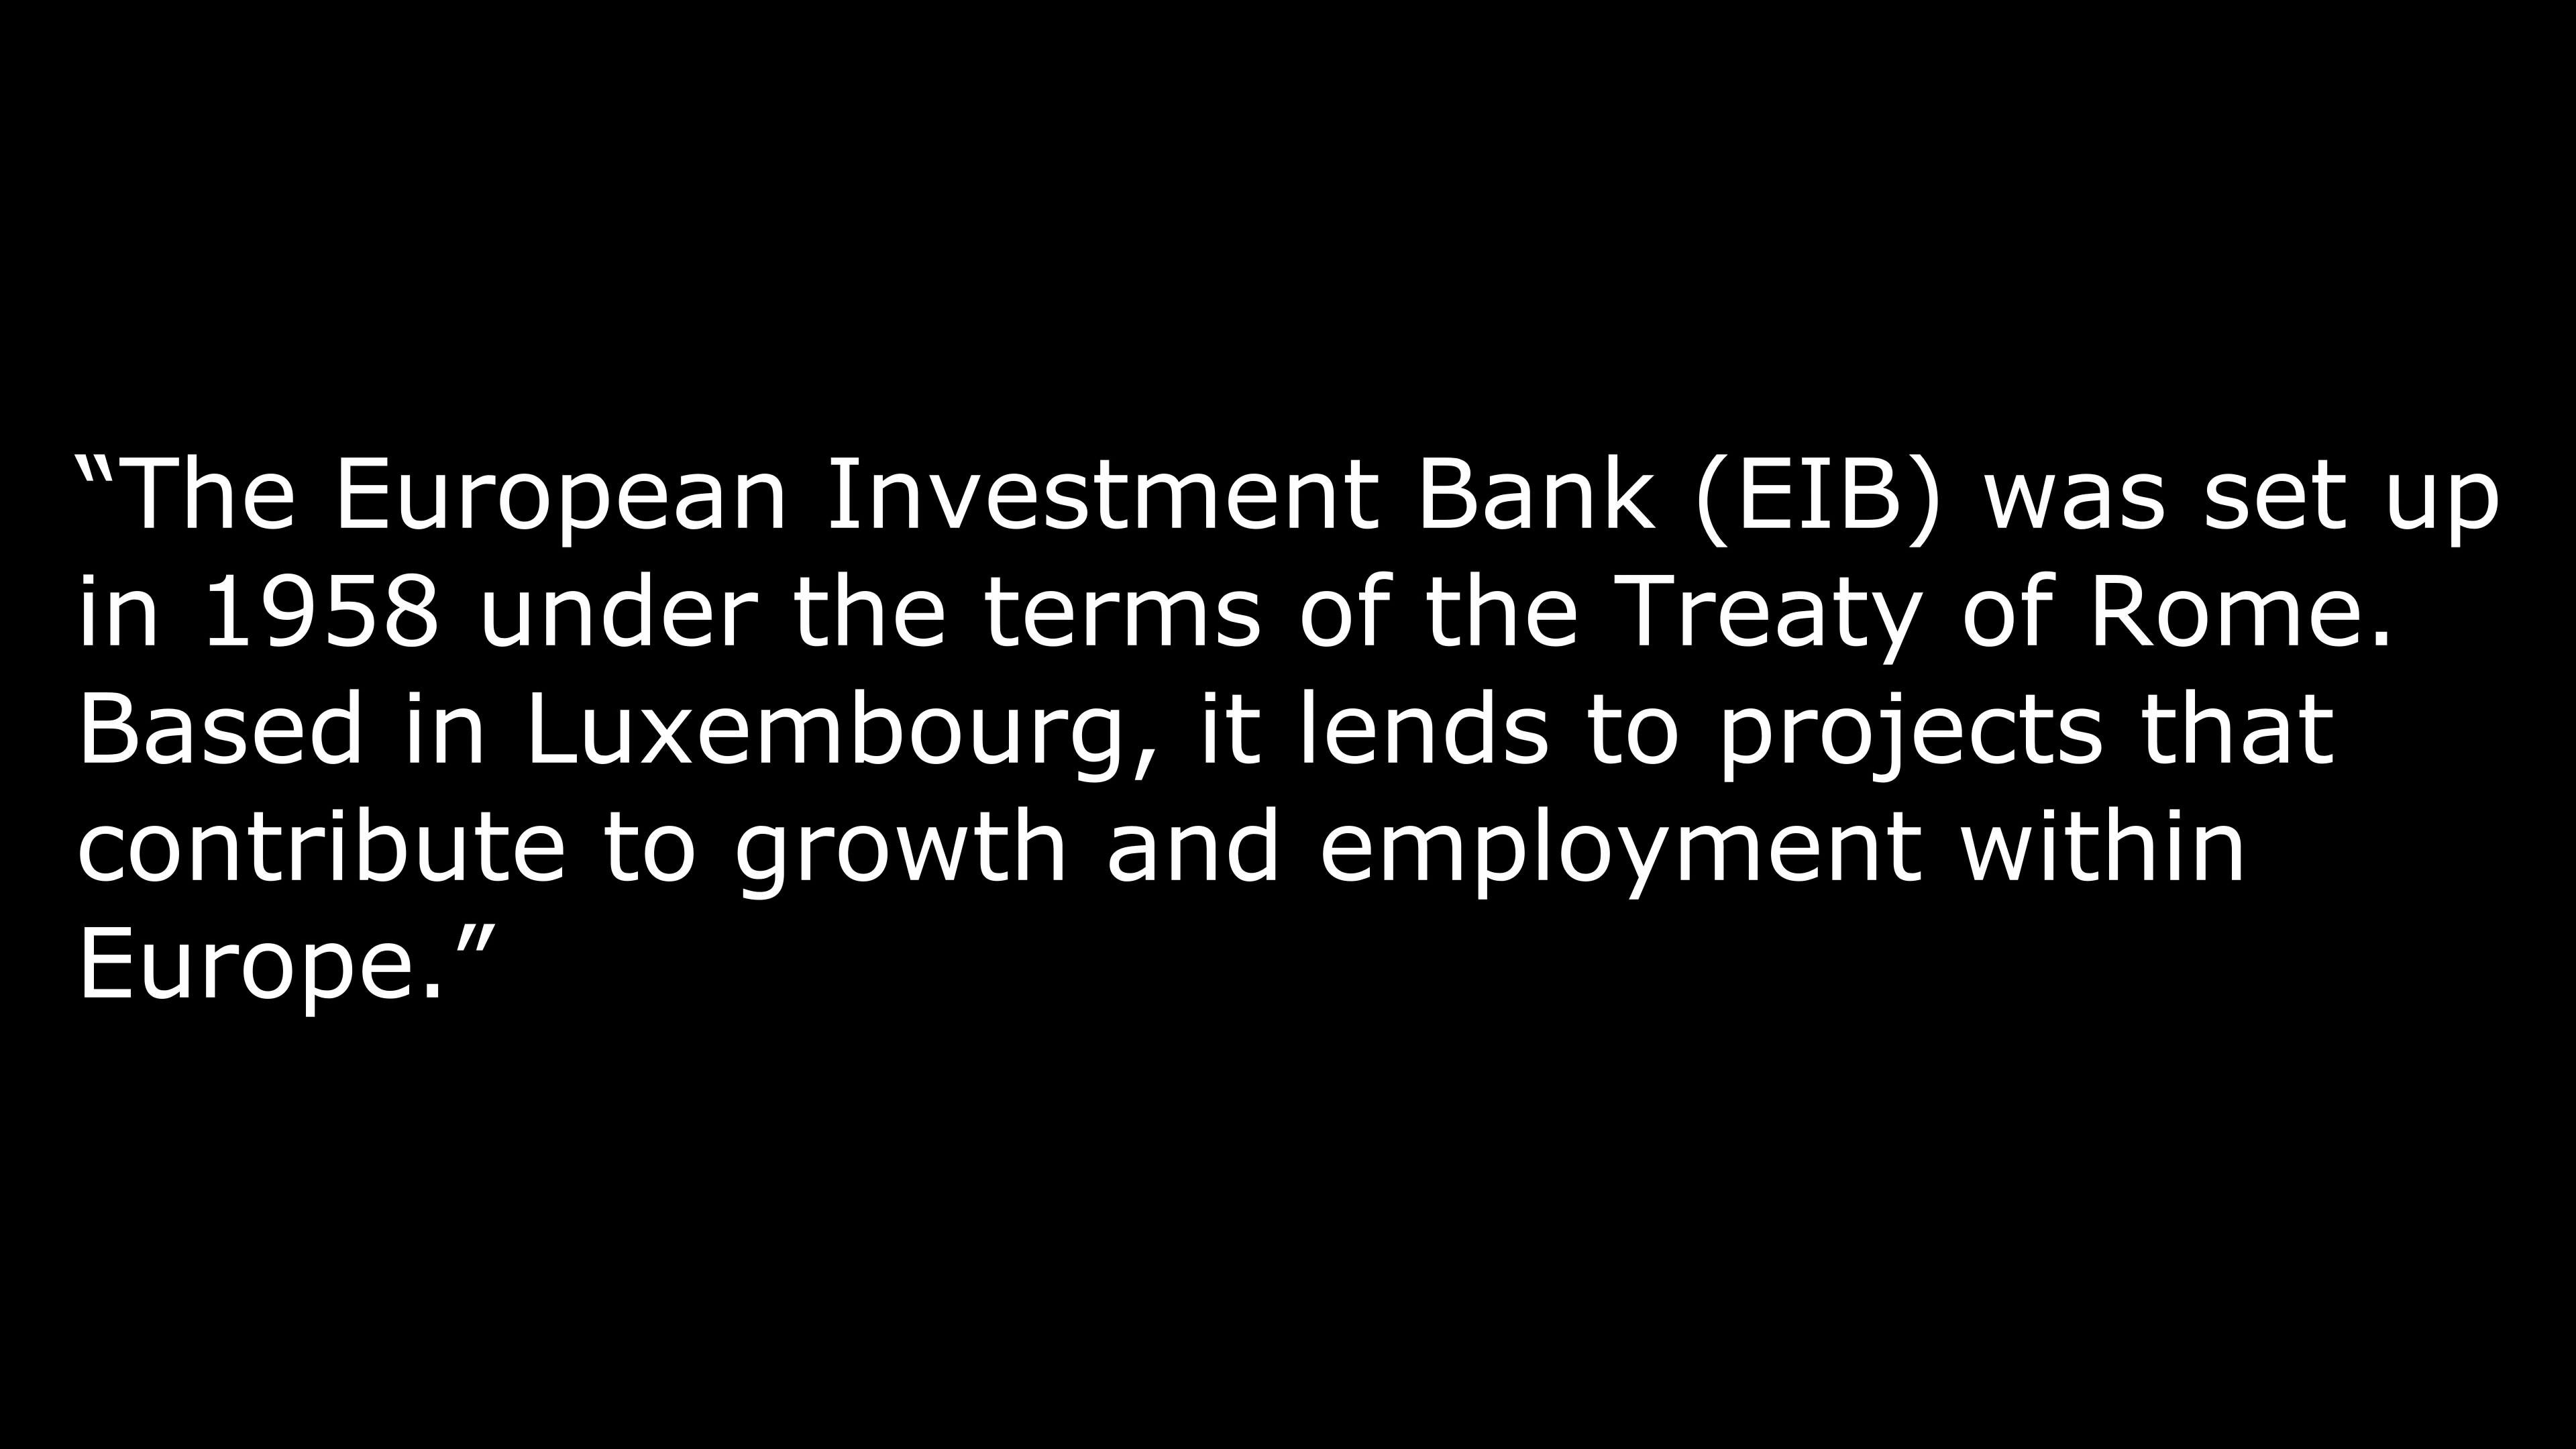 “The European Investment Bank (EIB) was set up
in 1958 under the terms of the Treaty of Rome.
Based in Luxembourg, it lends to projects that
contribute to growth and employment within
Europe.”